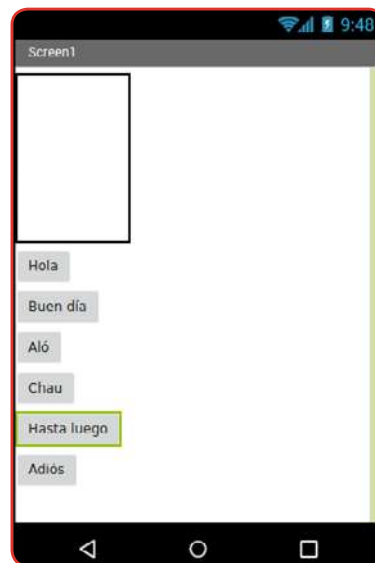 9:48
Screen1
Hola
Buen día
Aló
Chau
Hasta luego
Adiós